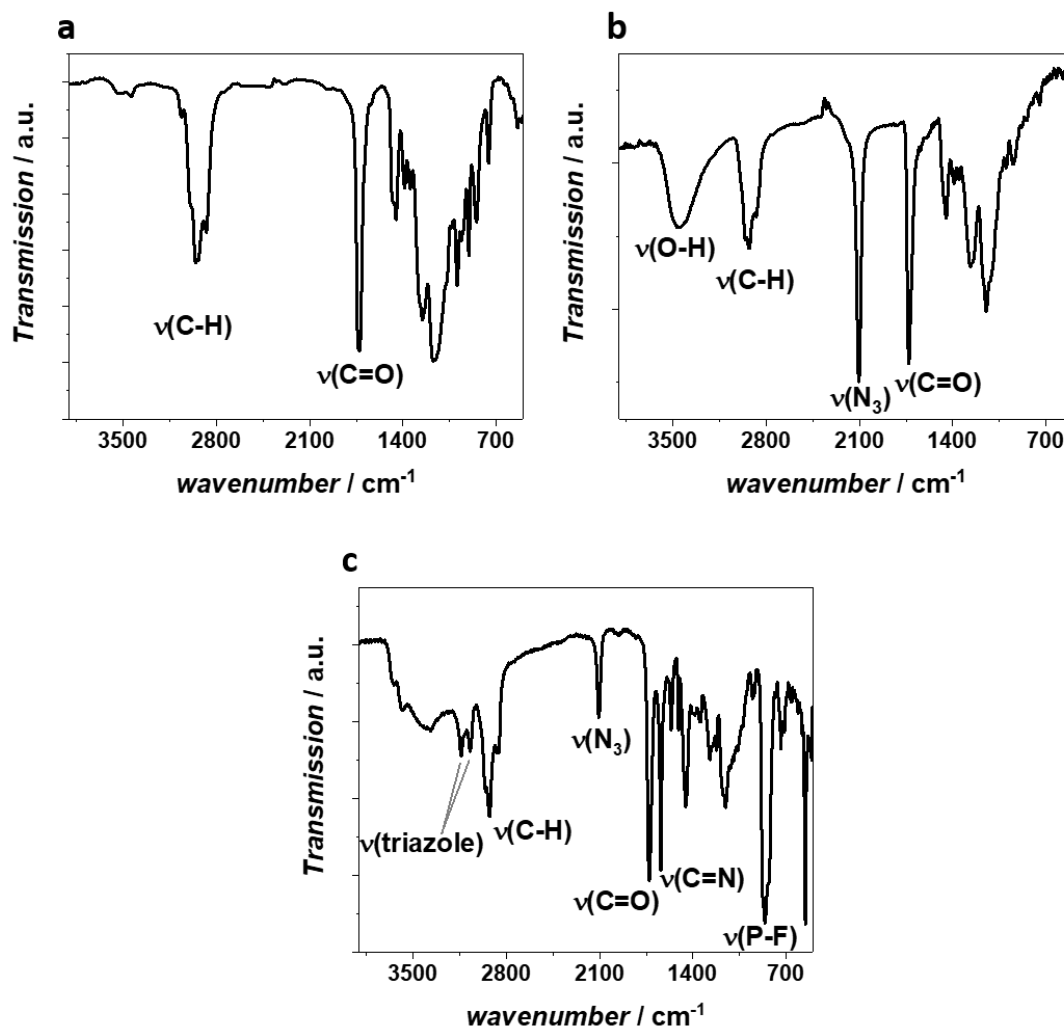 a
Transmission / a.u.
ν(C-H)
ν(C=O)
3500 2800 2100 1400 700
wavenumber / cm⁻¹
b
Transmission / a.u.
ν(O-H)
ν(C-H)
ν(N₃)
ν(C=O)
3500 2800 2100 1400 700
wavenumber / cm⁻¹
c
Transmission / a.u.
ν(triazole)
ν(C-H)
ν(N₃)
ν(C=O)
ν(C=N)
ν(P-F)
3500 2800 2100 1400 700
wavenumber / cm⁻¹